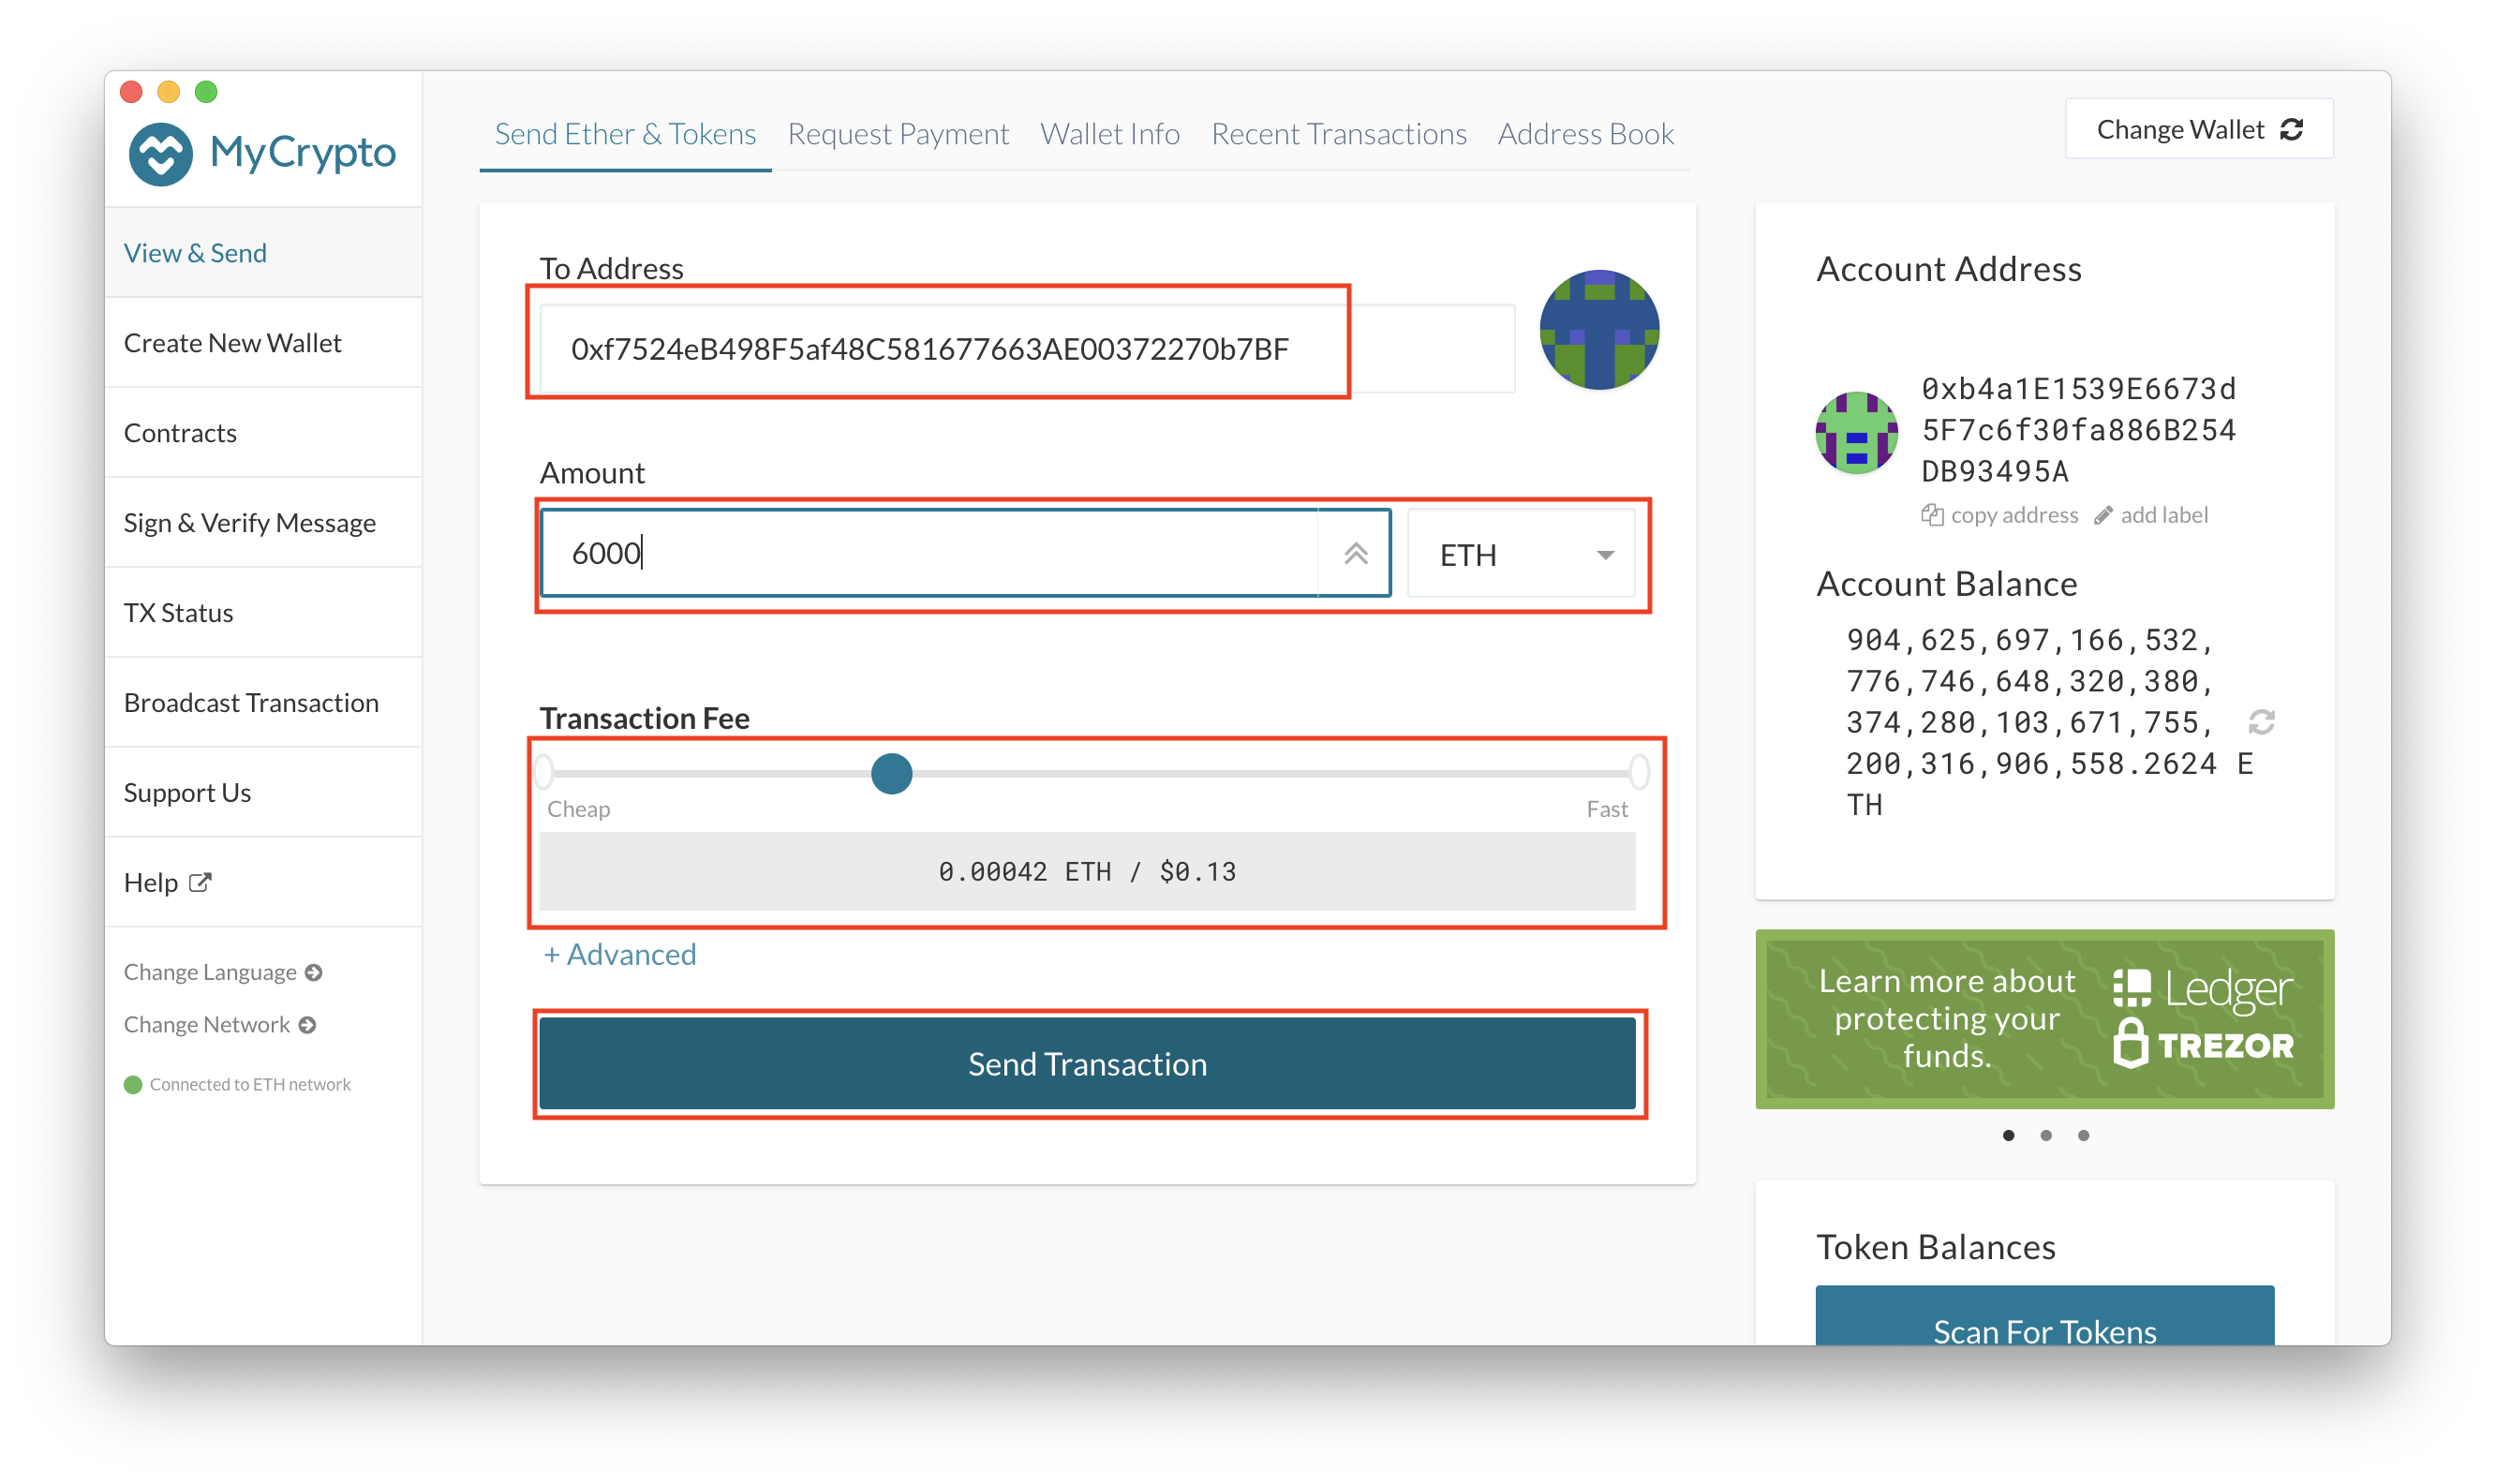 MyCrypto
View & Send
Create New Wallet
Contracts
Sign & Verify Message
TX Status
Broadcast Transaction
Support Us
Help
Change Language
Change Network
Connected to ETH network
Send Ether & Tokens
Request Payment
Wallet Info
Recent Transactions
Address Book
Change Wallet
To Address
0xf7524eB498F5af48C581677663AE00372270b7BF
Amount
6000
ETH
Transaction Fee
Cheap
Fast
0.00042 ETH / $0.13
+ Advanced
Send Transaction
Account Address
0xb4a1E1539E6673d
5F7c6f30fa886B254
DB93495A
copy address
add label
Account Balance
904,625,697,166,532,
776,746,648,320,380,
374,280,103,671,755,
200,316,906,558.2624 E
TH
Learn more about
protecting your
funds.
Ledger
TREZOR
Token Balances
Scan For Tokens